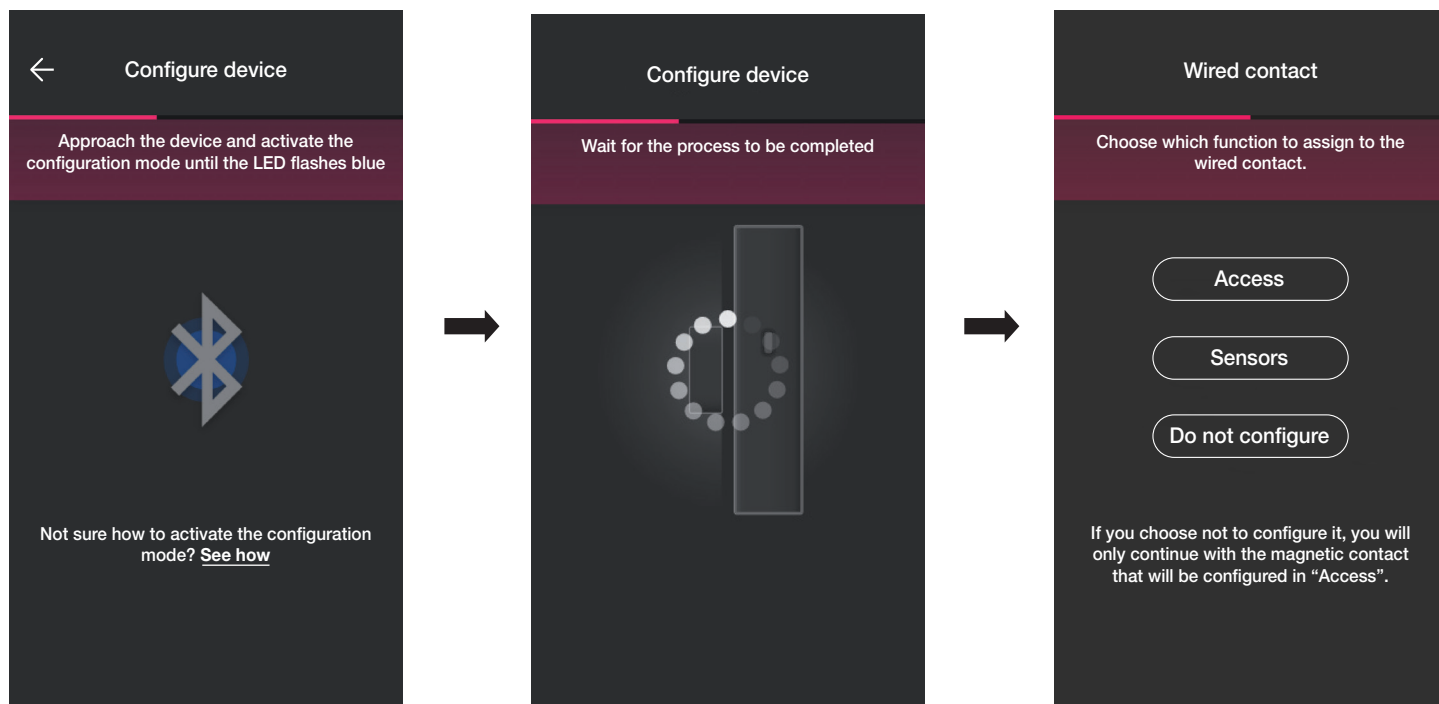 Configure device
Approach the device and activate the
configuration mode until the LED flashes blue
Not sure how to activate the configuration
mode? See how
Configure device
Wait for the process to be completed
Wired contact
Choose which function to assign to the
wired contact.
Access
Sensors
Do not configure
If you choose not to configure it, you will
only continue with the magnetic contact
that will be configured in “Access”.